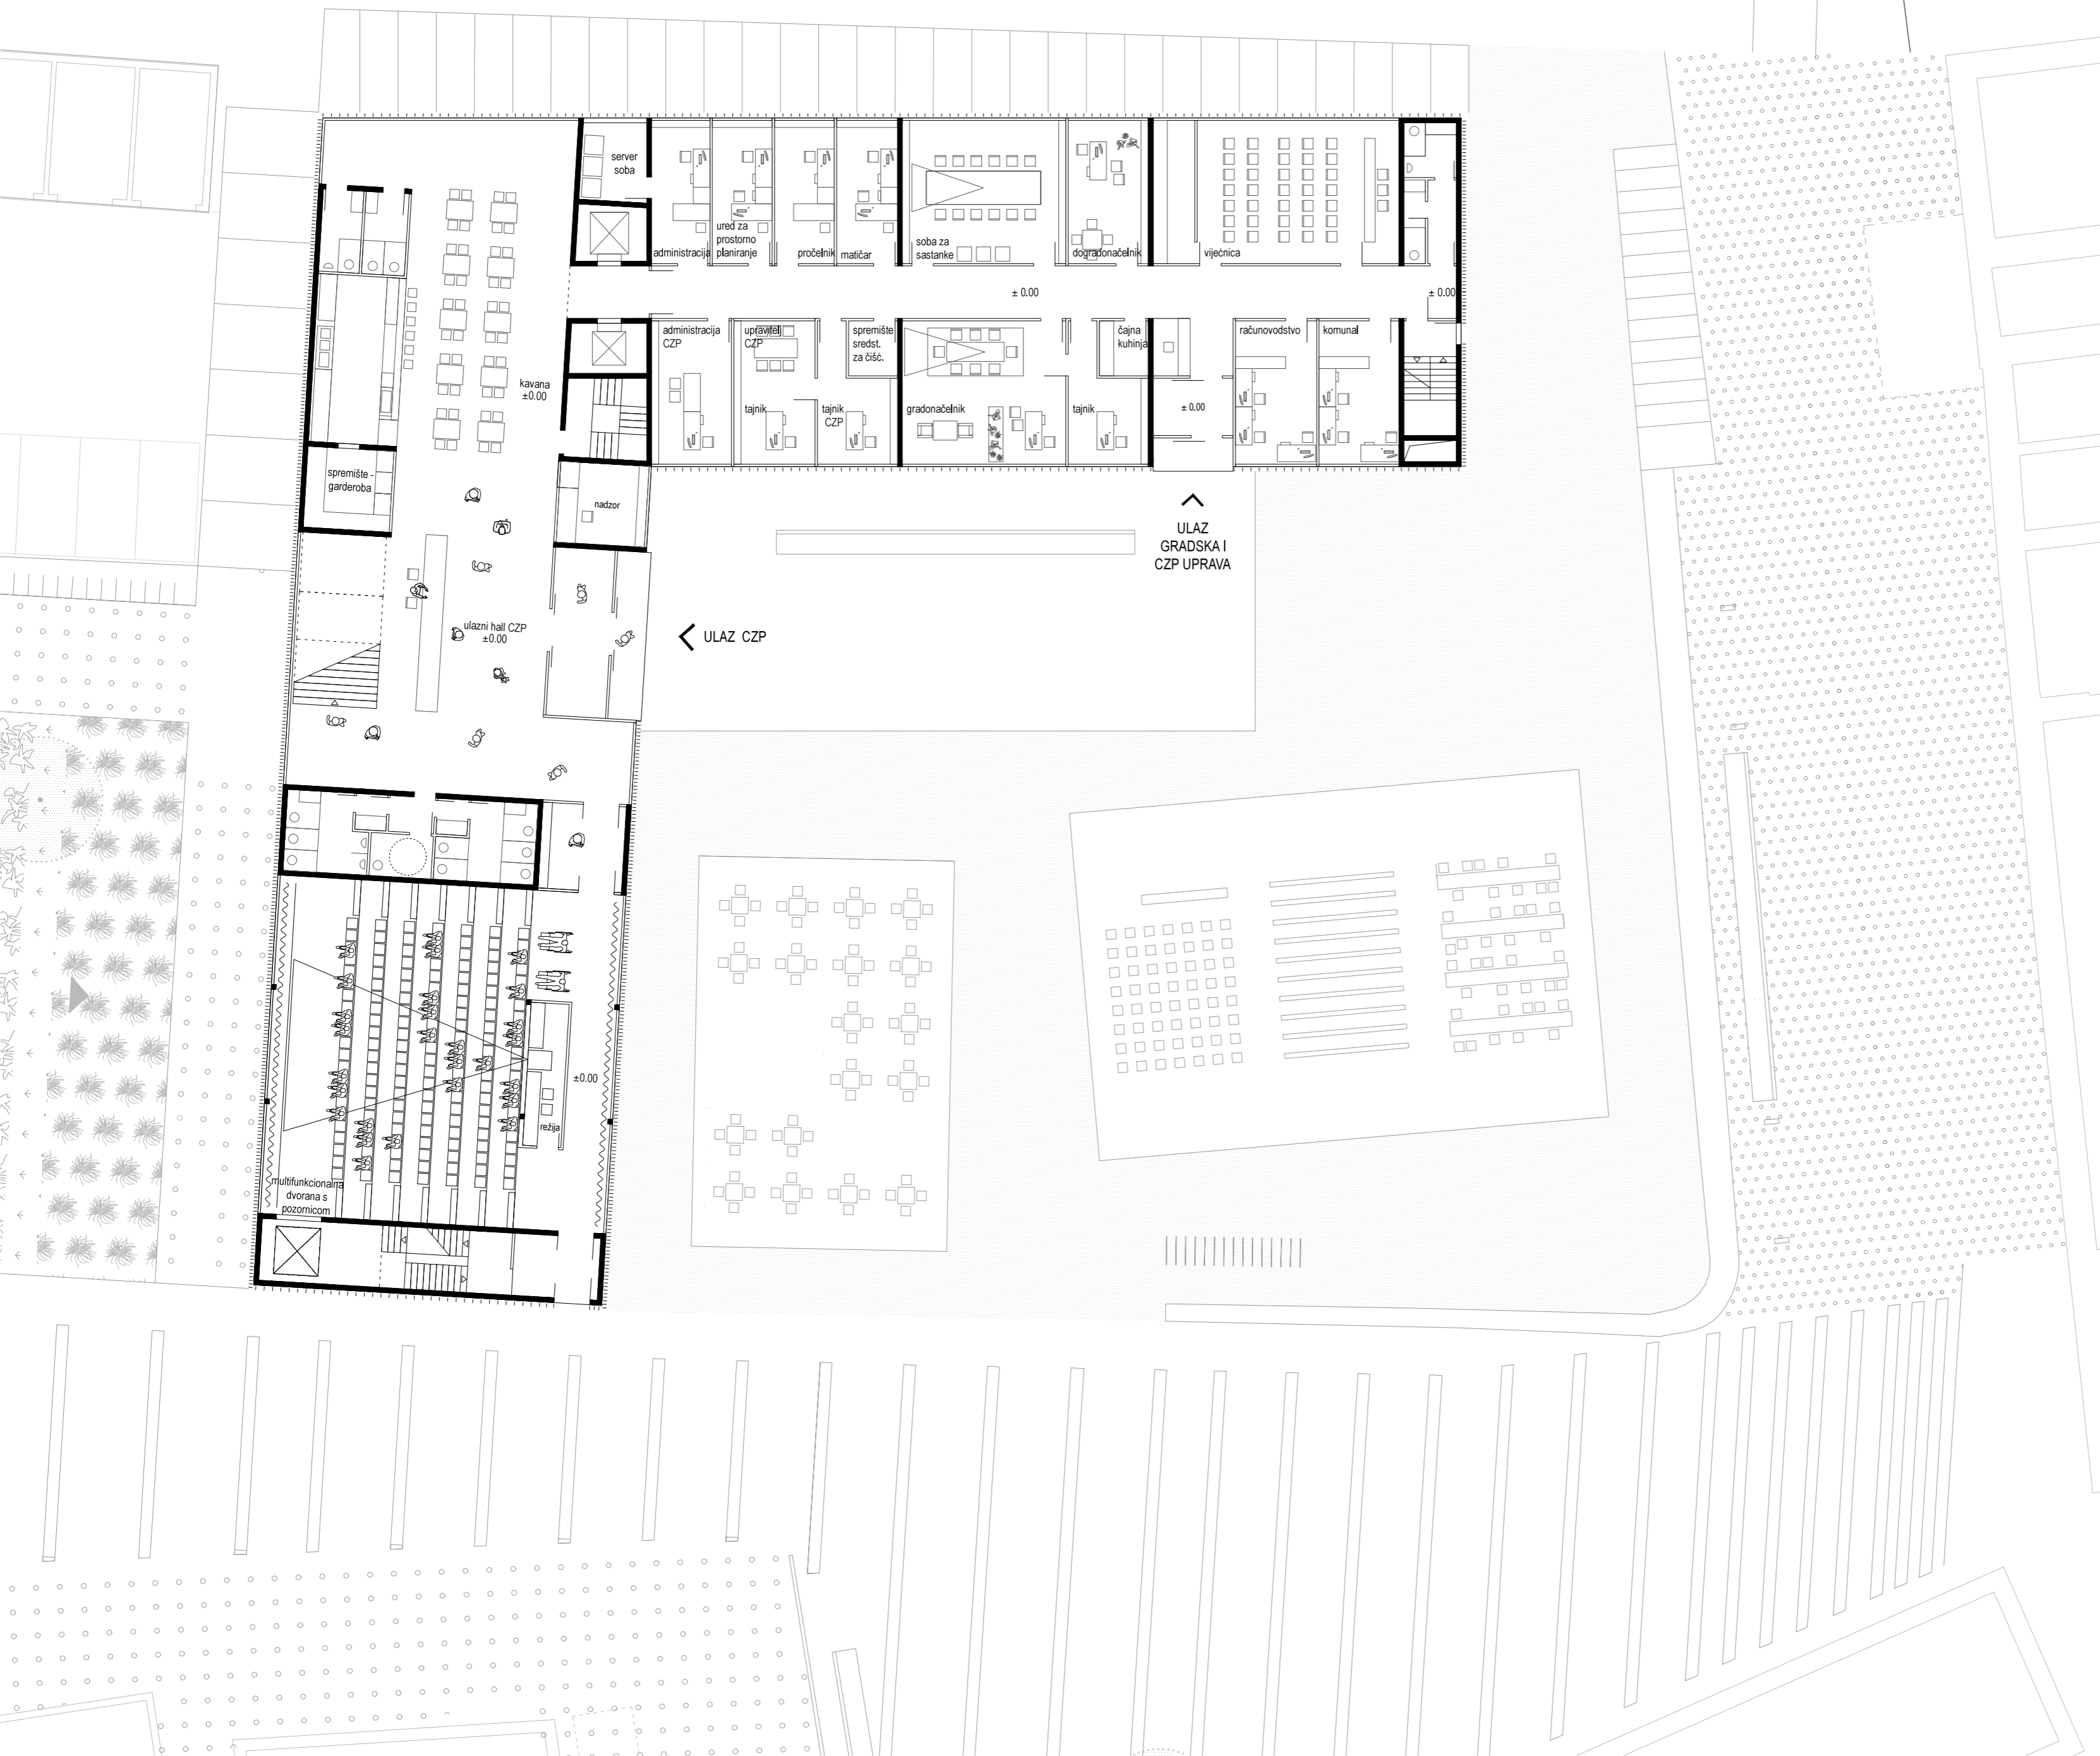 server
soba
administracija
ured za
prostorno
planiranje
pročelnik
matičar
soba za
sastanke
dogradonačelnik
vijećnica
± 0.00
± 0.00
administracija
CZP
upravitelj
CZP
spremište
sredst.
za čišć.
čajna
kuhinja
računovodstvo
komunal
kavana
±0.00
tajnik
tajnik
CZP
gradonačelnik
tajnik
± 0.00
spremište -
garderoba
nadzor
ULAZ
GRADSKA I
CZP UPRAVA
ulazni hall CZP
±0.00
ULAZ CZP
±0.00
režija
multifunkcionalna
dvorana s
pozornicom